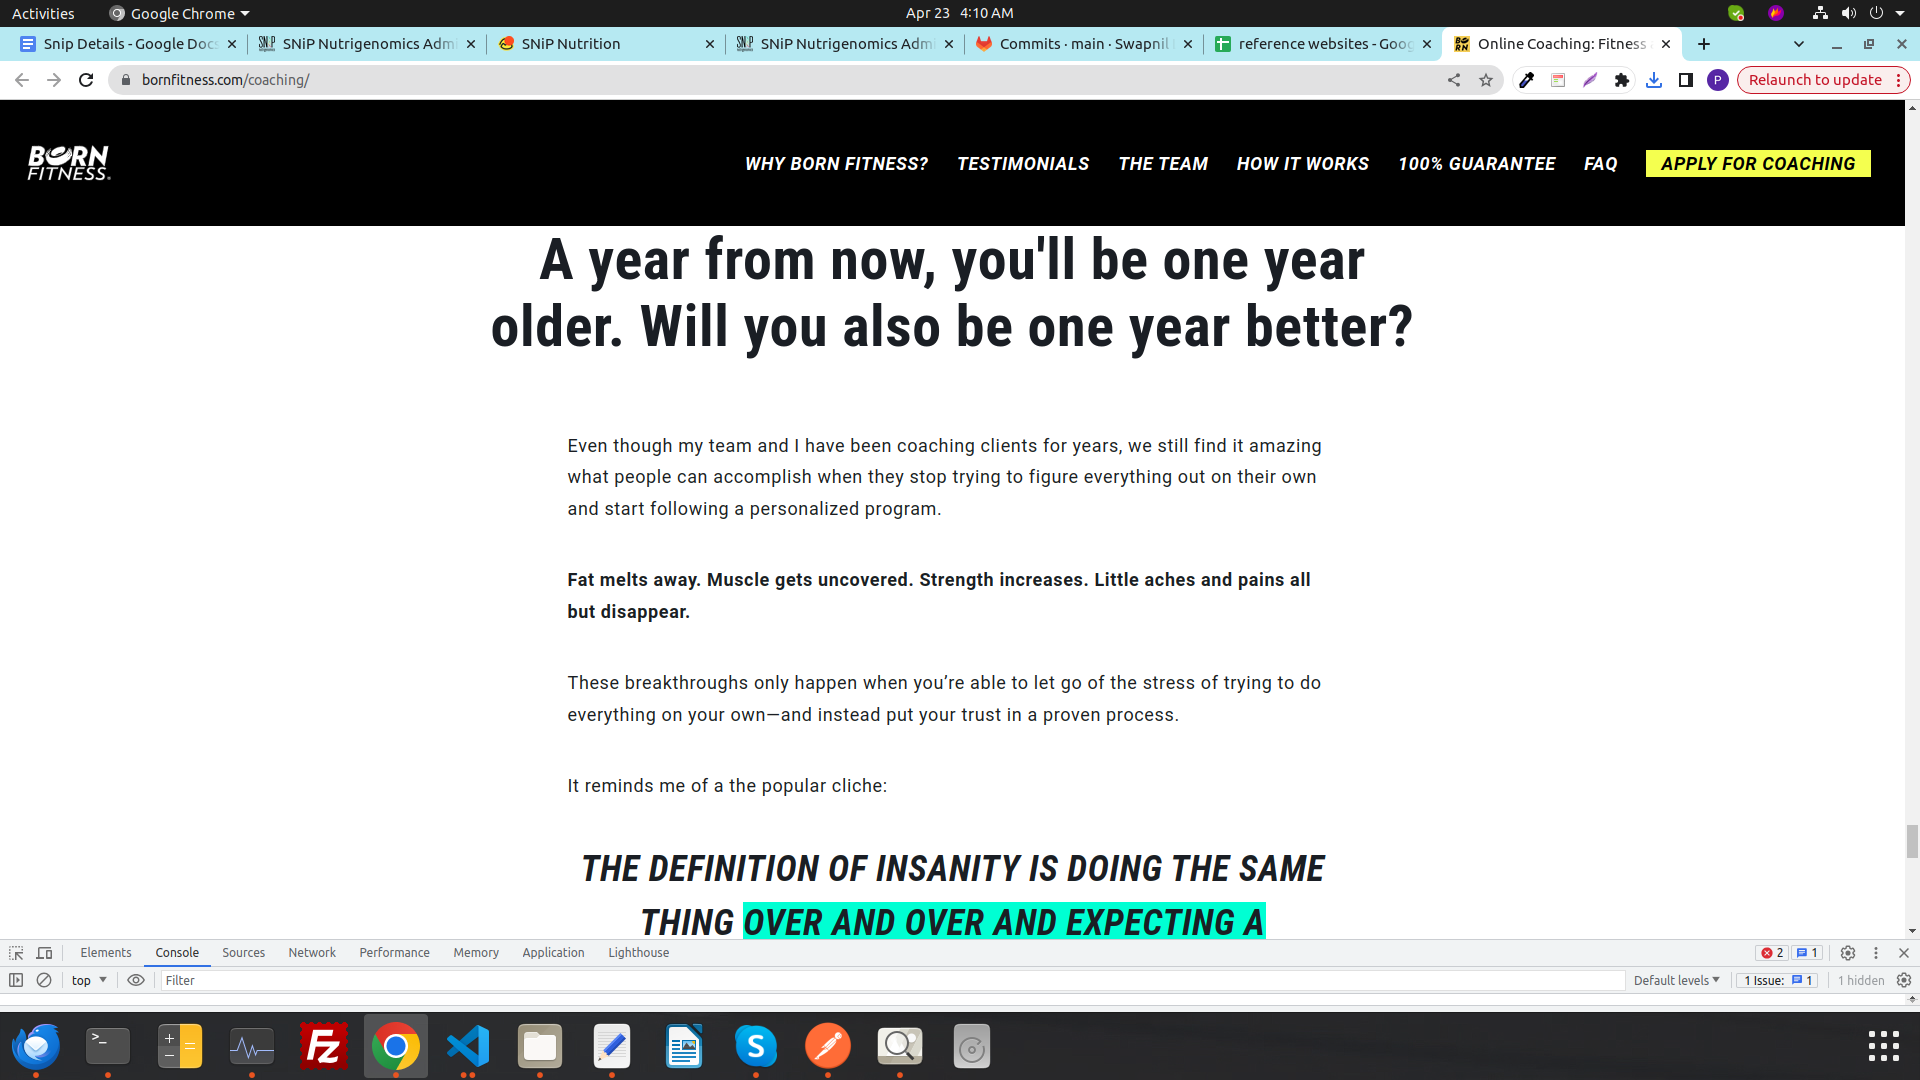 Activities
Google Chrome
Apr 23 4:10 AM
Snip Details - Google Docs
SNiP Nutrigenomics Admi
SNiP Nutrition
SNiP Nutrigenomics Admi
Commits · main · Swapnil
reference websites - Goog
Online Coaching: Fitness
bornfitness.com/coaching/
P
Relaunch to update
BORN
FITNESS
WHY BORN FITNESS?
TESTIMONIALS
THE TEAM
HOW IT WORKS
100% GUARANTEE
FAQ
APPLY FOR COACHING
A year from now, you'll be one year
older. Will you also be one year better?
Even though my team and I have been coaching clients for years, we still find it amazing
what people can accomplish when they stop trying to figure everything out on their own
and start following a personalized program.
Fat melts away. Muscle gets uncovered. Strength increases. Little aches and pains all
but disappear.
These breakthroughs only happen when you’re able to let go of the stress of trying to do
everything on your own—and instead put your trust in a proven process.
It reminds me of a the popular cliche:
THE DEFINITION OF INSANITY IS DOING THE SAME
THING OVER AND OVER AND EXPECTING A
Elements
Console
Sources
Network
Performance
Memory
Application
Lighthouse
2
1
top
Filter
Default levels
1 Issue: 1
1 hidden